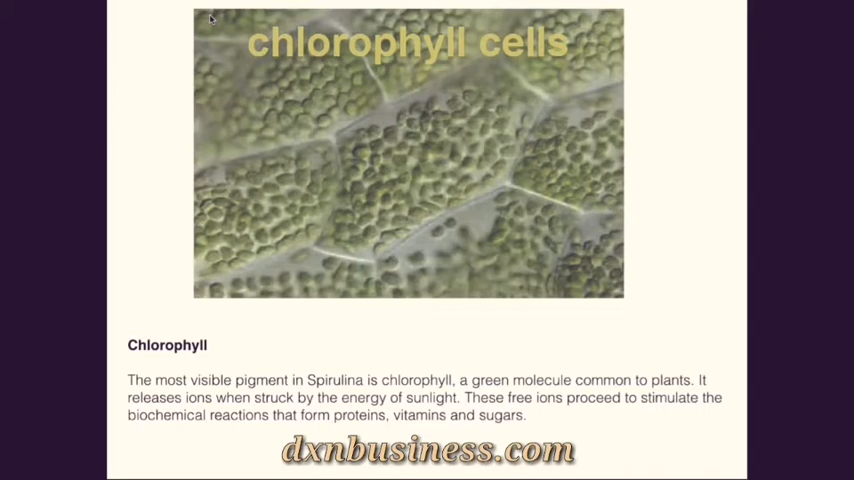 chlorophyll cells
Chlorophyll
The most visible pigment in Spirulina is chlorophyll, a green molecule common to plants. It
releases ions when struck by the energy of sunlight. These free ions proceed to stimulate the
biochemical reactions that form proteins, vitamins and sugars.
dxnbusiness.com